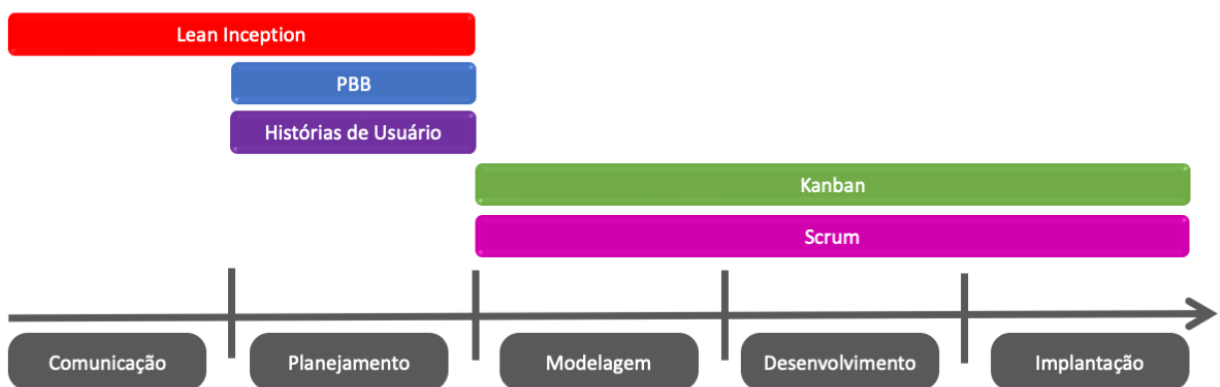 Lean Inception
PBB
Histórias de Usuário
Kanban
Scrum
Comunicação
Planejamento
Modelagem
Desenvolvimento
Implantação